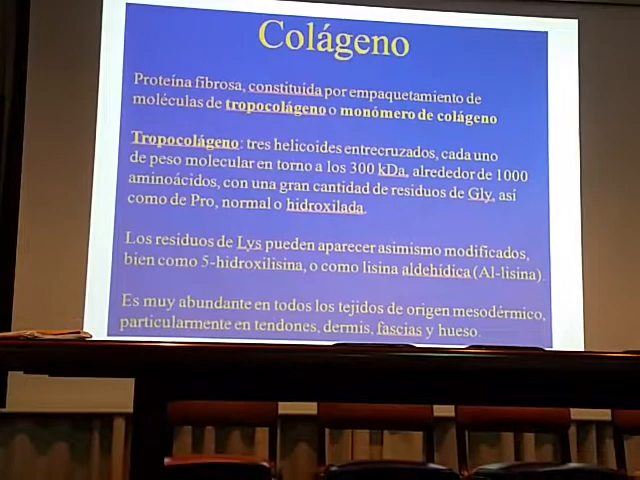 Colágeno
Proteína fibrosa, constituida por empaquetamiento de
moléculas de tropocolágeno o monómero de colágeno
Tropocolágeno: tres helicoides entrecruzados, cada uno
de peso molecular en torno a los 300 kDa, alrededor de 1000
aminoácidos, con una gran cantidad de residuos de Gly, así
como de Pro, normal o hidroxilada.
Los residuos de Lys pueden aparecer asimismo modificados,
bien como 5-hidroxilisina, o como lisina aldehídica (Al-lisina).
Es muy abundante en todos los tejidos de origen mesodérmico,
particularmente en tendones, dermis, fascias y hueso.